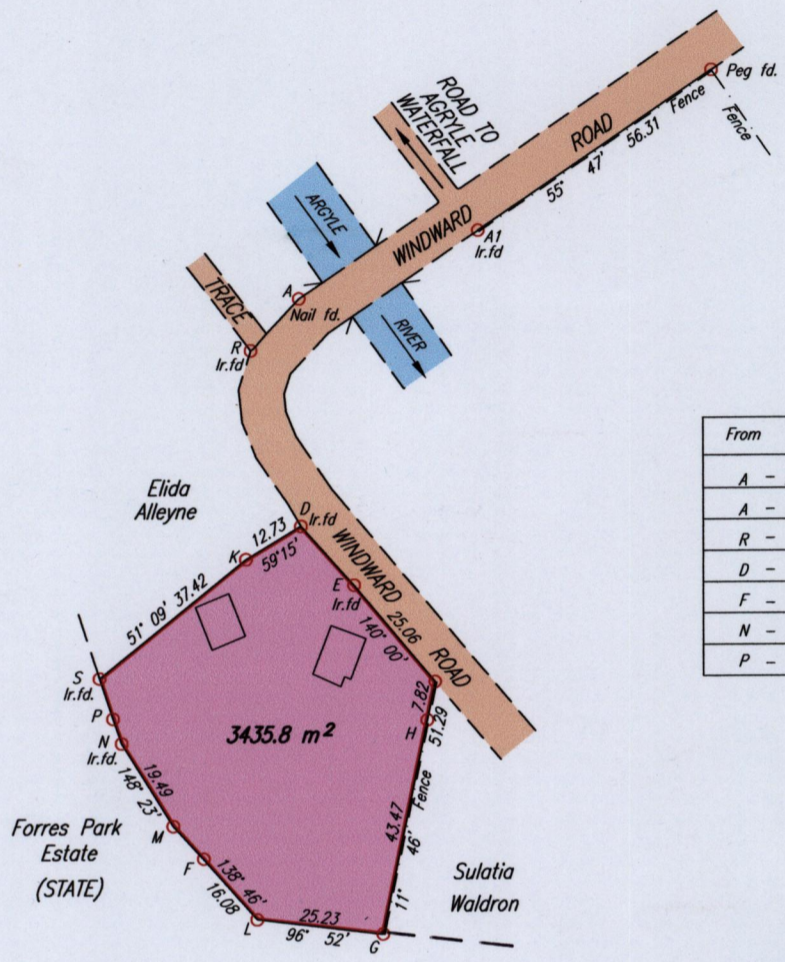 Peg fd.
Fence
Fence
56.31
55° 47'
ROAD
ROAD TO
AGRYLE
WATERFALL
WINDWARD
A1
Ir.fd
ARGYLE
RIVER
A
Nail fd.
TRACE
R
Ir.fd
Elida
Alleyne
D
Ir.fd
WINDWARD
ROAD
K
12.73
59°15'
E
Ir.fd
25.06
140° 00'
51° 09' 37.42
S
Ir.fd.
P
N
Ir.fd.
7.82
51.29
H
3435.8 m²
19.49
148° 23'
M
F
138° 46'
16.08
L
25.23
96° 52'
G
43.47
Fence
11° 46'
Forres Park
Estate
(STATE)
Sulatia
Waldron
From
A -
A -
R -
D -
F -
N -
P -